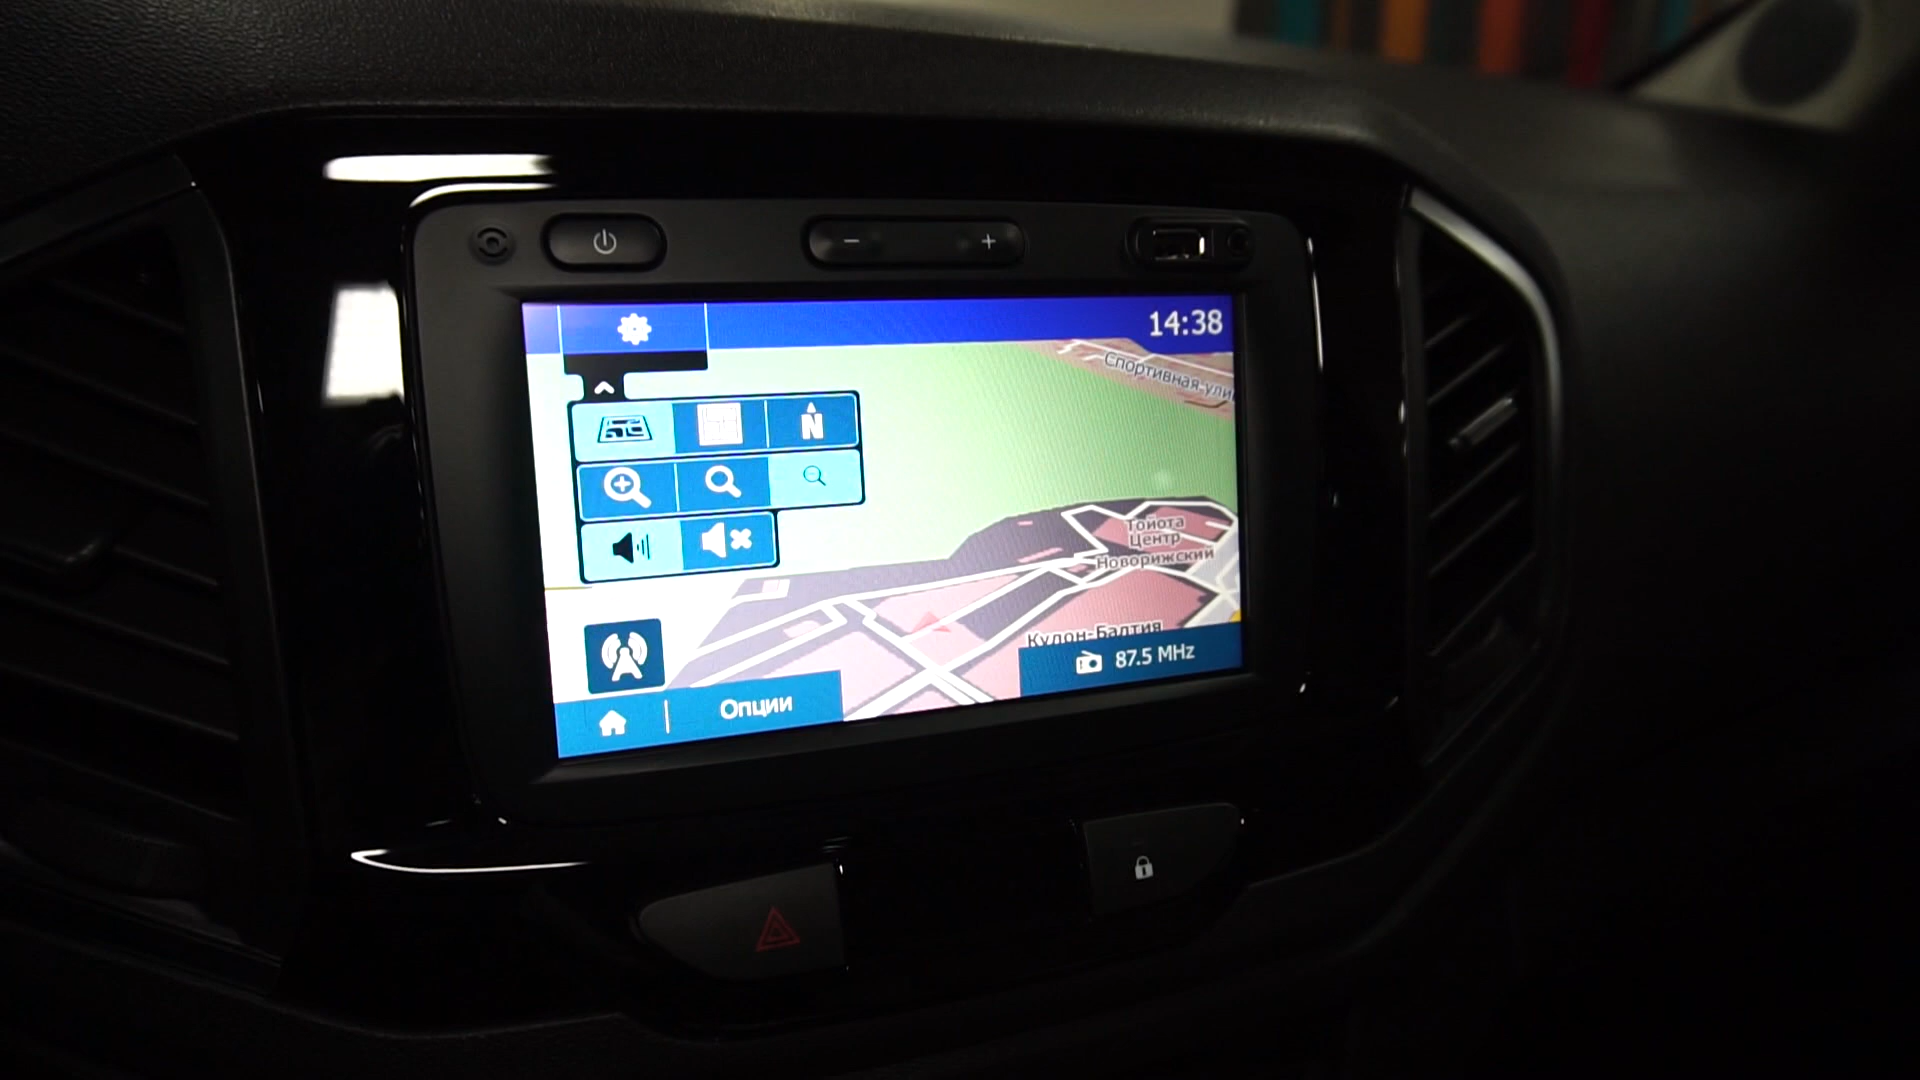 14:38
Спортивная-ули
N
Тойота
Центр
Новорижский
Кулон-Балтия
87.5 MHz
Опции